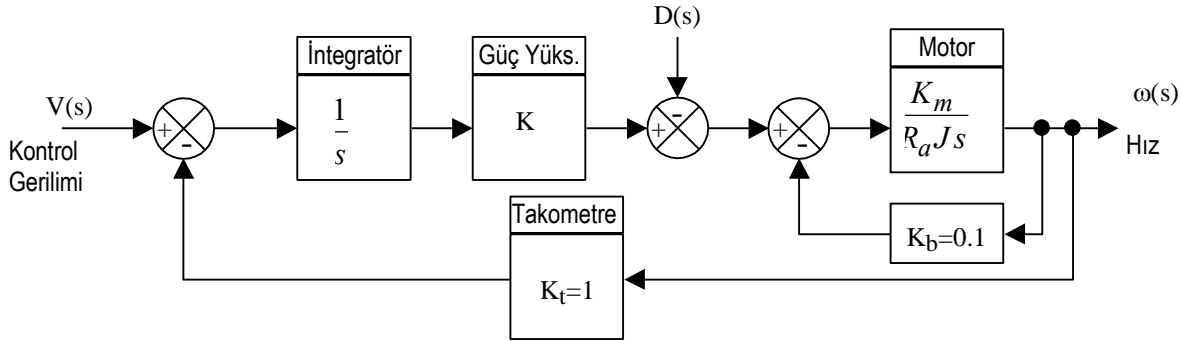 D(s)
İntegratör
Güç Yüks.
Motor
V(s)
+
-
1
s
K
+
-
+
-
K_m
R_a J s
ω(s)
Kontrol
Gerilimi
Hız
Takometre
K_b=0.1
K_t=1